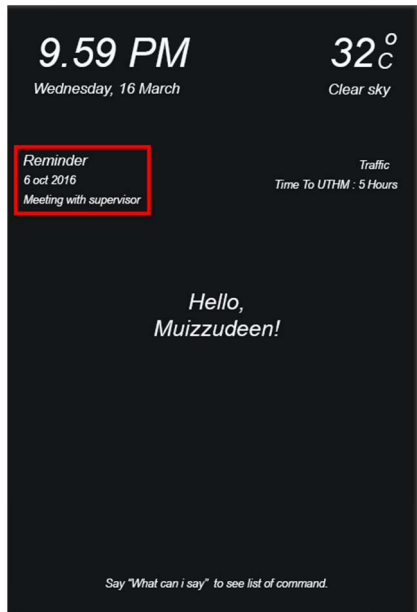 9.59 PM
Wednesday, 16 March
32°C
Clear sky
Reminder
6 oct 2016
Meeting with supervisor
Traffic
Time To UTHM : 5 Hours
Hello,
Muizzudeen!
Say "What can i say" to see list of command.